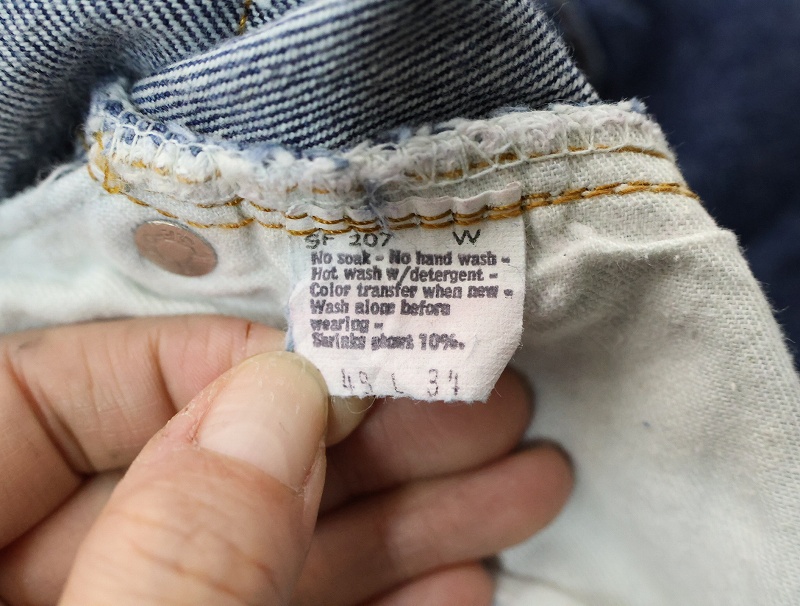 SF 207 W
No soak - No hand wash -
Hot wash w/detergent -
Color transfer when new -
Wash alone before
wearing -
Shrinks about 10%.
49 L 34